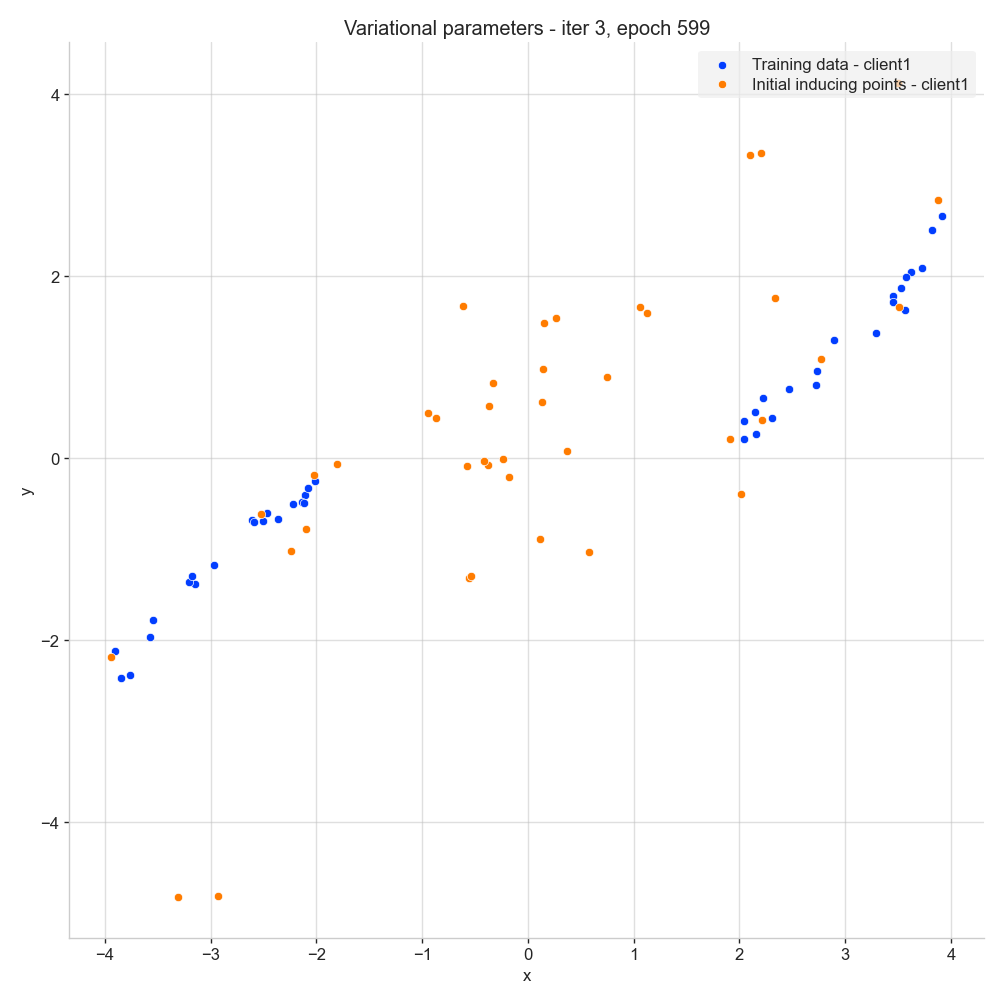 Variational parameters - iter 3, epoch 599
Training data - client1
Initial inducing points - client1
4
2
0
−2
−4
y
−4 −3 −2 −1 0 1 2 3 4
x